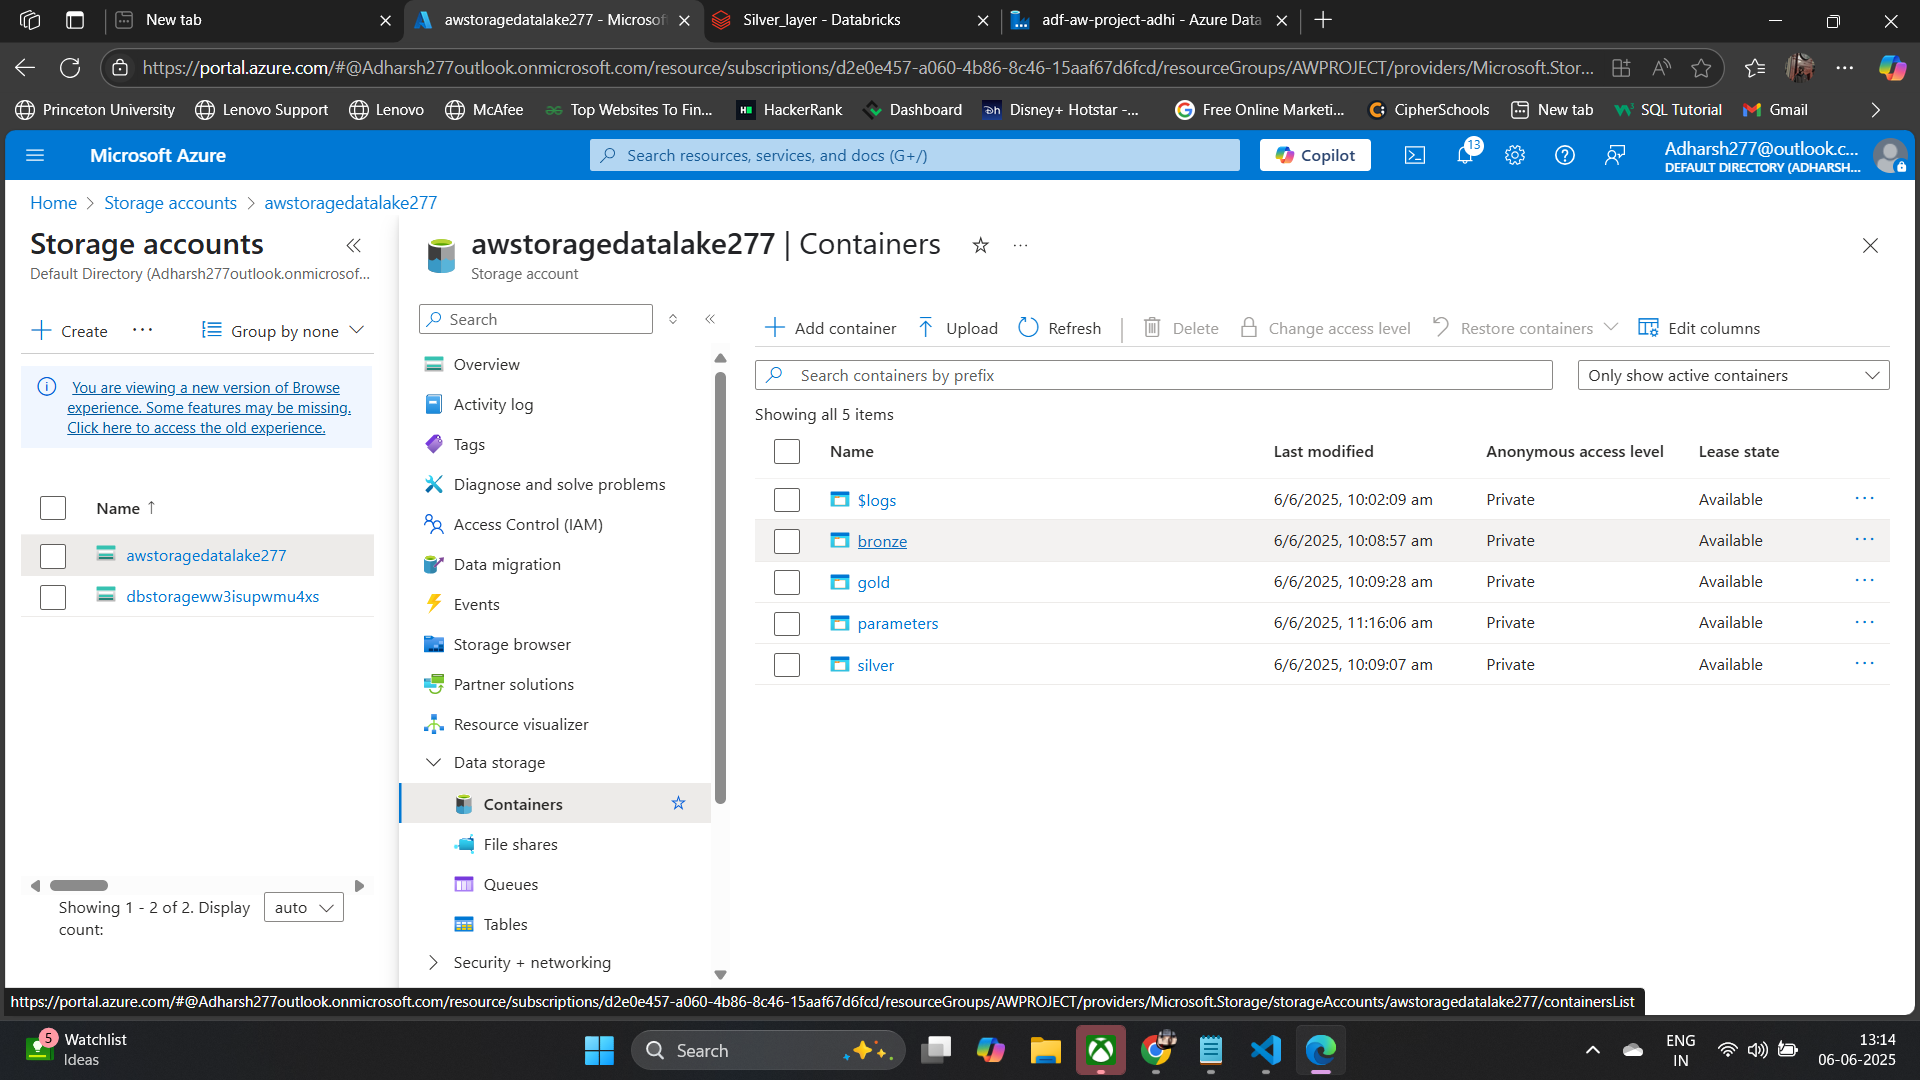 New tab
awstoragedatalake277 - Microsof
Silver_layer - Databricks
adf-aw-project-adhi - Azure Data
https://portal.azure.com/#@Adharsh277outlook.onmicrosoft.com/resource/subscriptions/d2e0e457-a060-4b86-8c46-15aaf67d6fcd/resourceGroups/AWPROJECT/providers/Microsoft.Stor...
Princeton University
Lenovo Support
Lenovo
McAfee
Top Websites To Fin...
HackerRank
Dashboard
Disney+ Hotstar -...
Free Online Marketi...
CipherSchools
New tab
SQL Tutorial
Gmail
Microsoft Azure
Search resources, services, and docs (G+/)
Copilot
13
Adharsh277@outlook.c...
DEFAULT DIRECTORY (ADHARSH...
Home > Storage accounts > awstoragedatalake277
Storage accounts
Default Directory (Adharsh277outlook.onmicrosof...
Create
Group by none
You are viewing a new version of Browse
experience. Some features may be missing.
Click here to access the old experience.
Name ↑
awstoragedatalake277
dbstorageww3isupwmu4xs
Showing 1 - 2 of 2. Display
count:
auto
awstoragedatalake277 | Containers
Storage account
Search
Overview
Activity log
Tags
Diagnose and solve problems
Access Control (IAM)
Data migration
Events
Storage browser
Partner solutions
Resource visualizer
Data storage
Containers
File shares
Queues
Tables
Security + networking
Add container
Upload
Refresh
Delete
Change access level
Restore containers
Edit columns
Search containers by prefix
Only show active containers
Showing all 5 items
Name Last modified Anonymous access level Lease state
$logs 6/6/2025, 10:02:09 am Private Available
bronze 6/6/2025, 10:08:57 am Private Available
gold 6/6/2025, 10:09:28 am Private Available
parameters 6/6/2025, 11:16:06 am Private Available
silver 6/6/2025, 10:09:07 am Private Available
https://portal.azure.com/#@Adharsh277outlook.onmicrosoft.com/resource/subscriptions/d2e0e457-a060-4b86-8c46-15aaf67d6fcd/resourceGroups/AWPROJECT/providers/Microsoft.Storage/storageAccounts/awstoragedatalake277/containersList
5
Watchlist
Ideas
Search
ENG
IN
13:14
06-06-2025